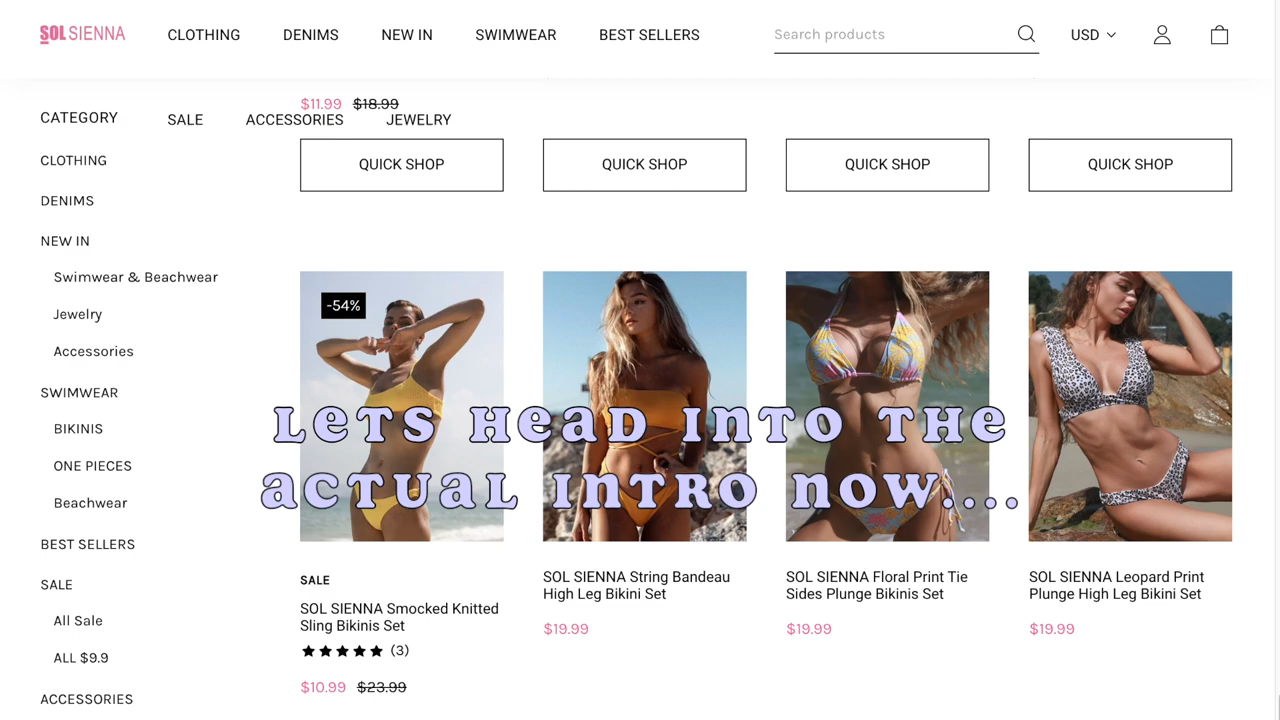 SOL SIENNA
CLOTHING DENIMS NEW IN SWIMWEAR BEST SELLERS
Search products
USD
SALE ACCESSORIES JEWELRY
CATEGORY
CLOTHING
DENIMS
NEW IN
Swimwear & Beachwear
Jewelry
Accessories
SWIMWEAR
BIKINIS
ONE PIECES
Beachwear
BEST SELLERS
SALE
All Sale
ALL $9.9
ACCESSORIES
$11.99 $18.99
QUICK SHOP QUICK SHOP QUICK SHOP QUICK SHOP
-54%
LETS HEAD INTO THE
ACTUAL INTRO NOW....
SALE
SOL SIENNA Smocked Knitted
Sling Bikinis Set
(3)
$10.99 $23.99
SOL SIENNA String Bandeau
High Leg Bikini Set
$19.99
SOL SIENNA Floral Print Tie
Sides Plunge Bikinis Set
$19.99
SOL SIENNA Leopard Print
Plunge High Leg Bikini Set
$19.99